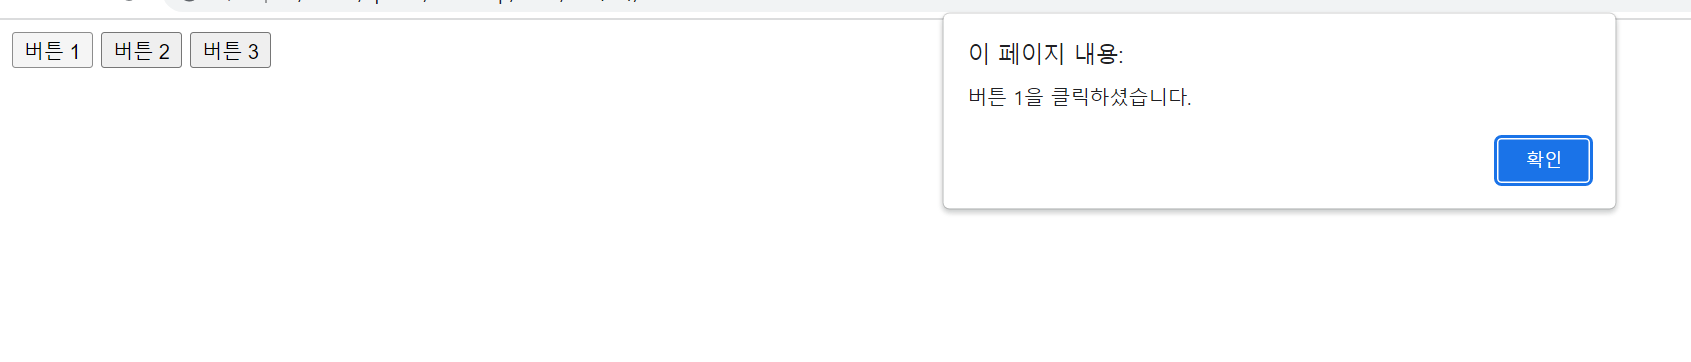 버튼 1 버튼 2 버튼 3
이 페이지 내용:
버튼 1을 클릭하셨습니다.
확인